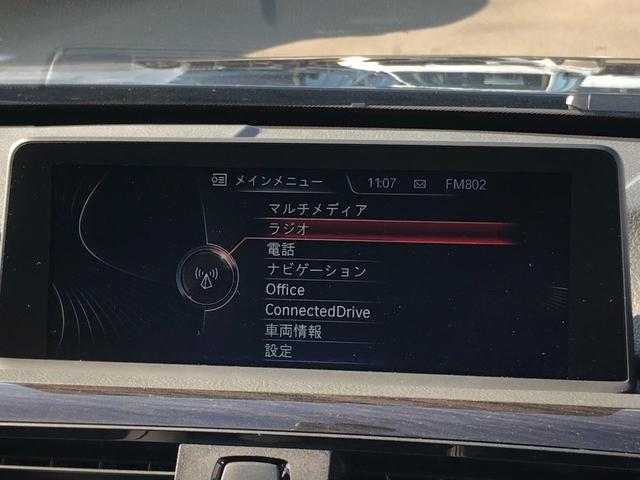 メインメニュー 11:07 FM802
マルチメディア
ラジオ
電話
ナビゲーション
Office
ConnectedDrive
車両情報
設定